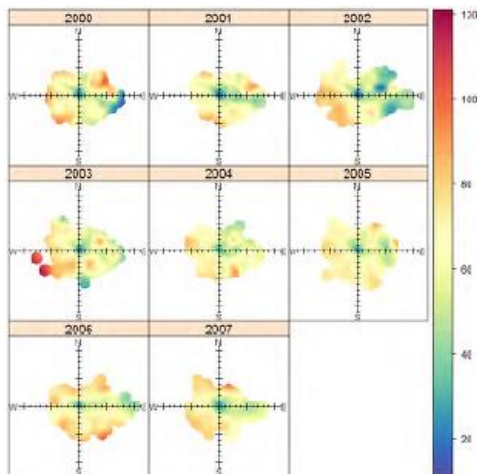 2000 2001 2002
N N N
W E W E W E
S S S
2003 2004 2005
N N N
W E W E W E
S S S
2006 2007
N N
W E W E
S S
120
100
80
60
40
20